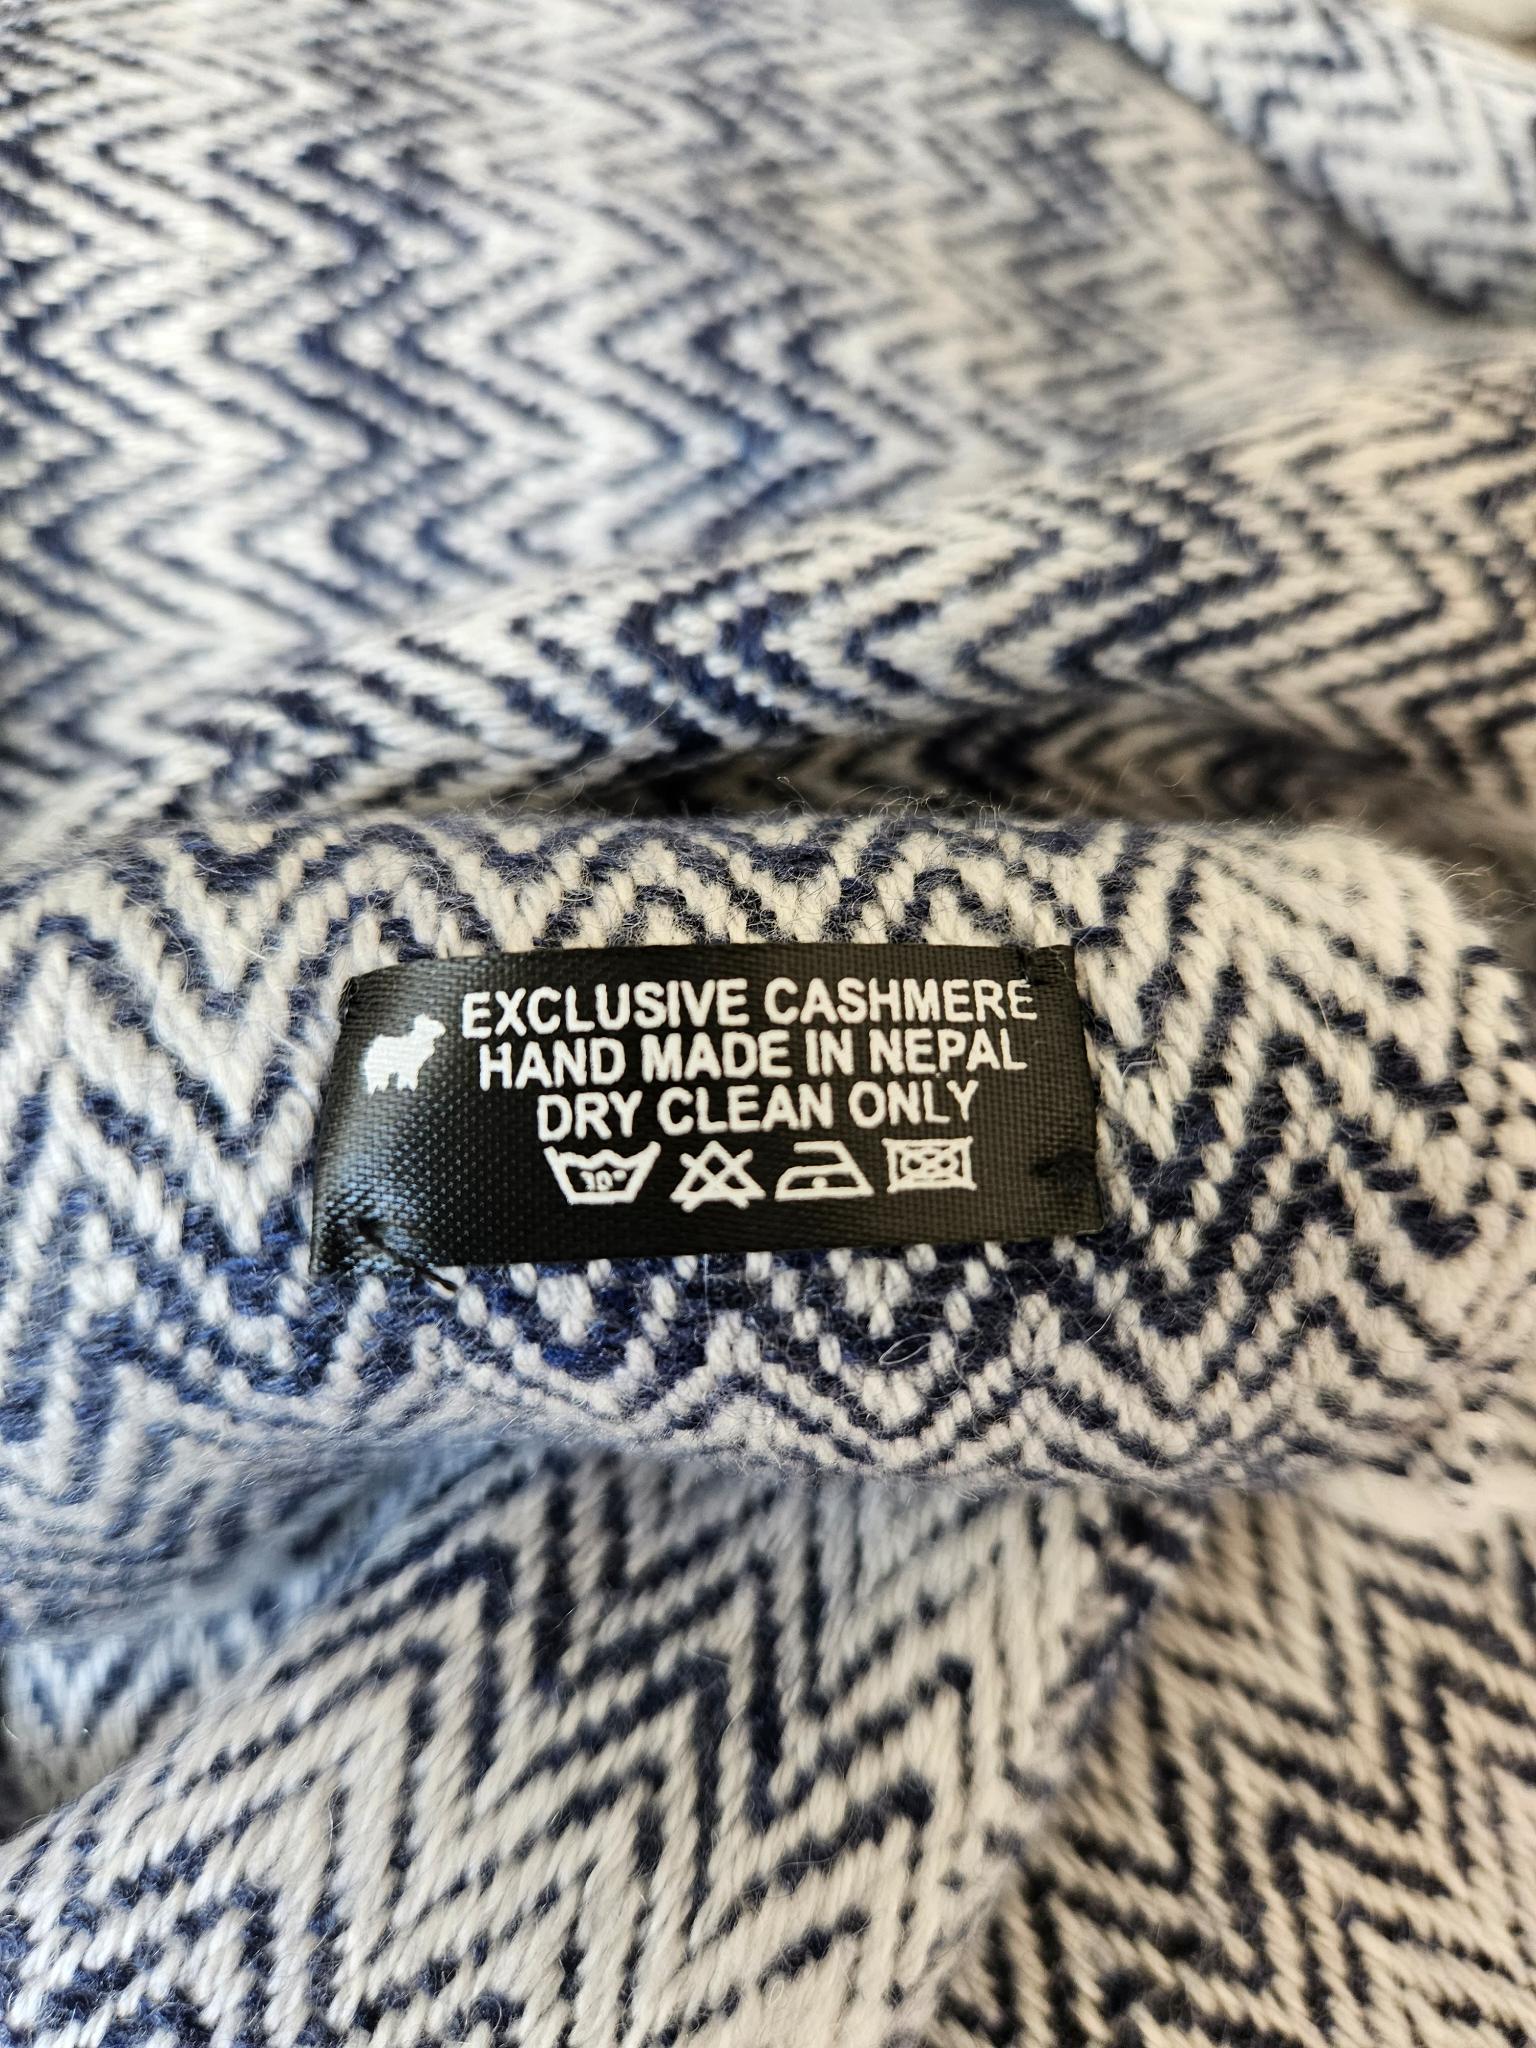 EXCLUSIVE CASHMERE
HAND MADE IN NEPAL
DRY CLEAN ONLY
30°